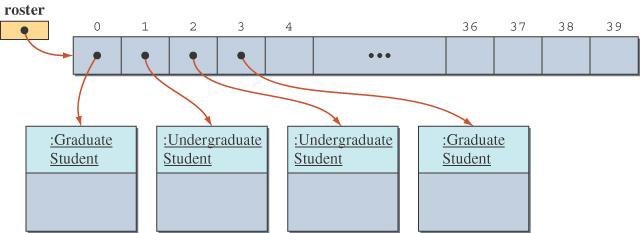 roster
0 1 2 3 4 ... 36 37 38 39
:Graduate Student
:Undergraduate Student
:Undergraduate Student
:Graduate Student